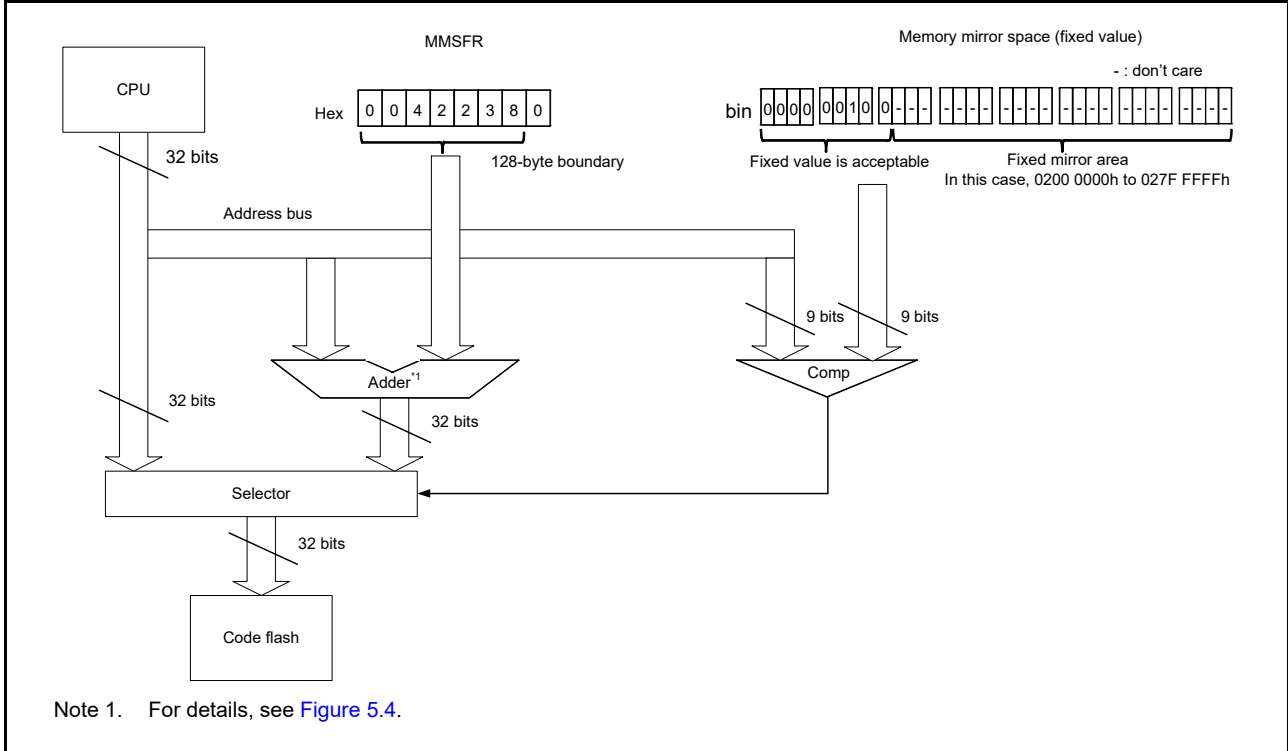 MMSFR
Memory mirror space (fixed value)
- : don't care
CPU
Hex 0 0 4 2 2 3 8 0
bin 0000 0010 0--- ---- ---- ---- ---- ----
32 bits
128-byte boundary
Fixed value is acceptable
Fixed mirror area
In this case, 0200 0000h to 027F FFFFh
Address bus
9 bits
9 bits
Adder*1
Comp
32 bits
32 bits
Selector
32 bits
Code flash
Note 1. For details, see Figure 5.4.